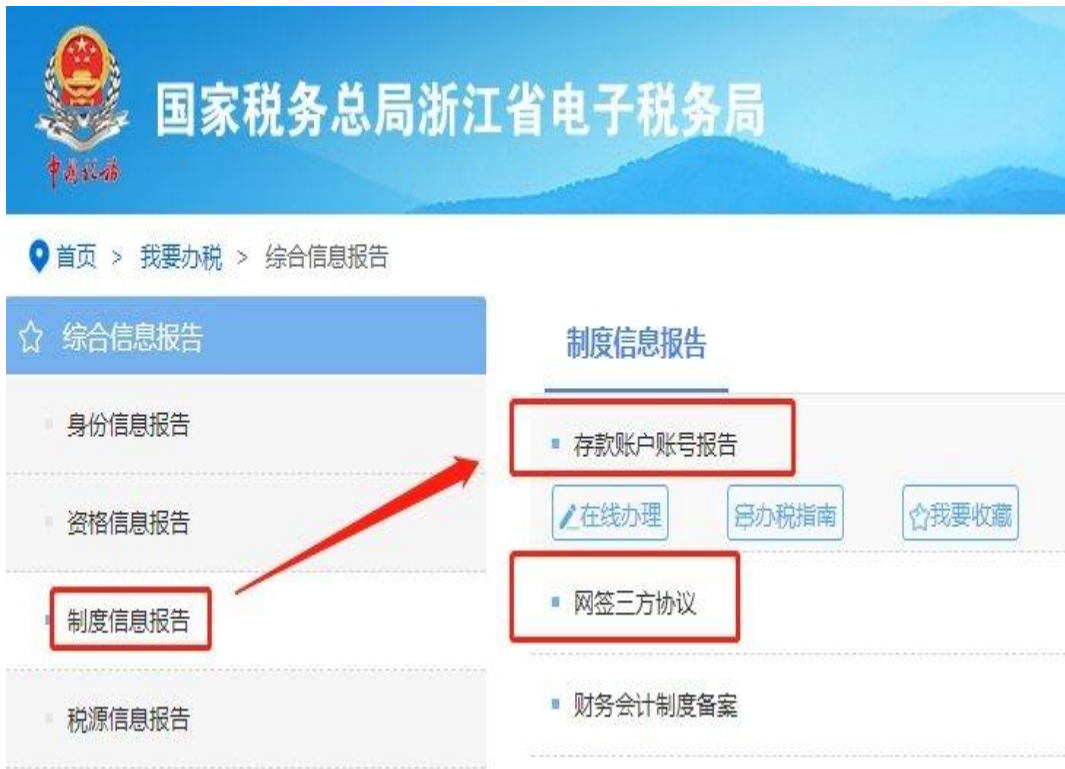 国家税务总局浙江省电子税务局
中国税务
首页 > 我要办税 > 综合信息报告
综合信息报告
身份信息报告
资格信息报告
制度信息报告
税源信息报告
制度信息报告
存款账户账号报告
在线办理 办税指南 我要收藏
网签三方协议
财务会计制度备案